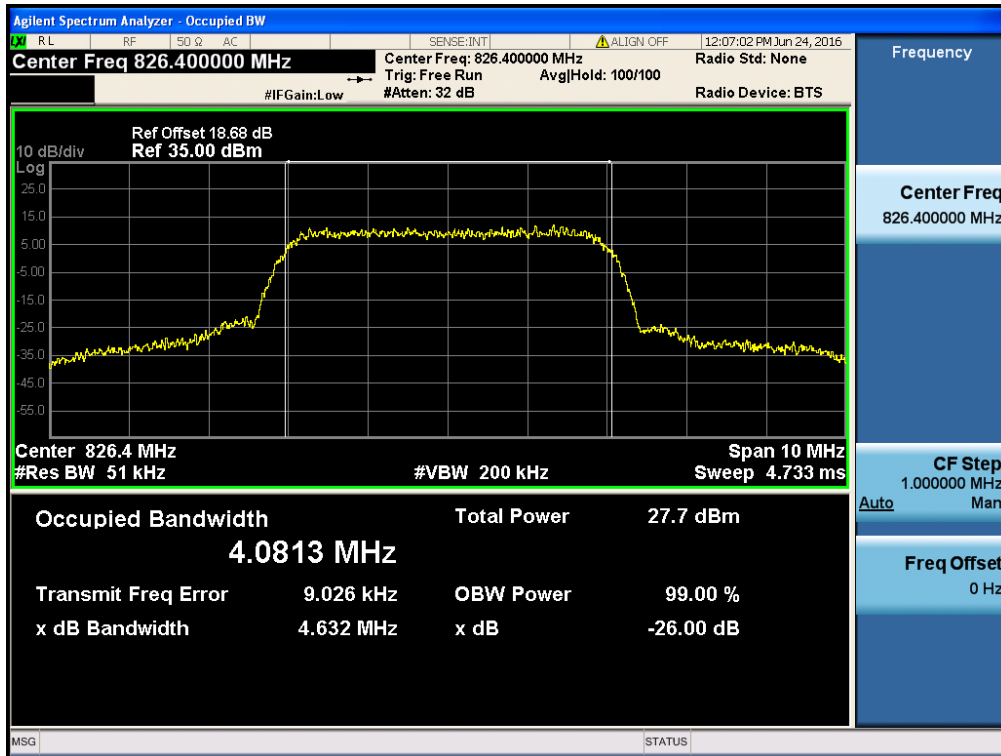 Agilent Spectrum Analyzer - Occupied BW
LXI RL RF 50 Ω AC SENSE:INT ALIGN OFF 12:07:02 PM Jun 24, 2016
Center Freq 826.400000 MHz
Center Freq: 826.400000 MHz Radio Std: None
Trig: Free Run Avg|Hold: 100/100
#IFGain:Low #Atten: 32 dB Radio Device: BTS
Frequency
Ref Offset 18.68 dB
10 dB/div Ref 35.00 dBm
Log
25.0
15.0
5.00
-5.00
-15.0
-25.0
-35.0
-45.0
-55.0
Center Freq
826.400000 MHz
Center 826.4 MHz Span 10 MHz
#Res BW 51 kHz #VBW 200 kHz Sweep 4.733 ms
CF Step
1.000000 MHz
Auto Man
Occupied Bandwidth Total Power 27.7 dBm
4.0813 MHz
Transmit Freq Error 9.026 kHz OBW Power 99.00 %
x dB Bandwidth 4.632 MHz x dB -26.00 dB
Freq Offset
0 Hz
MSG STATUS